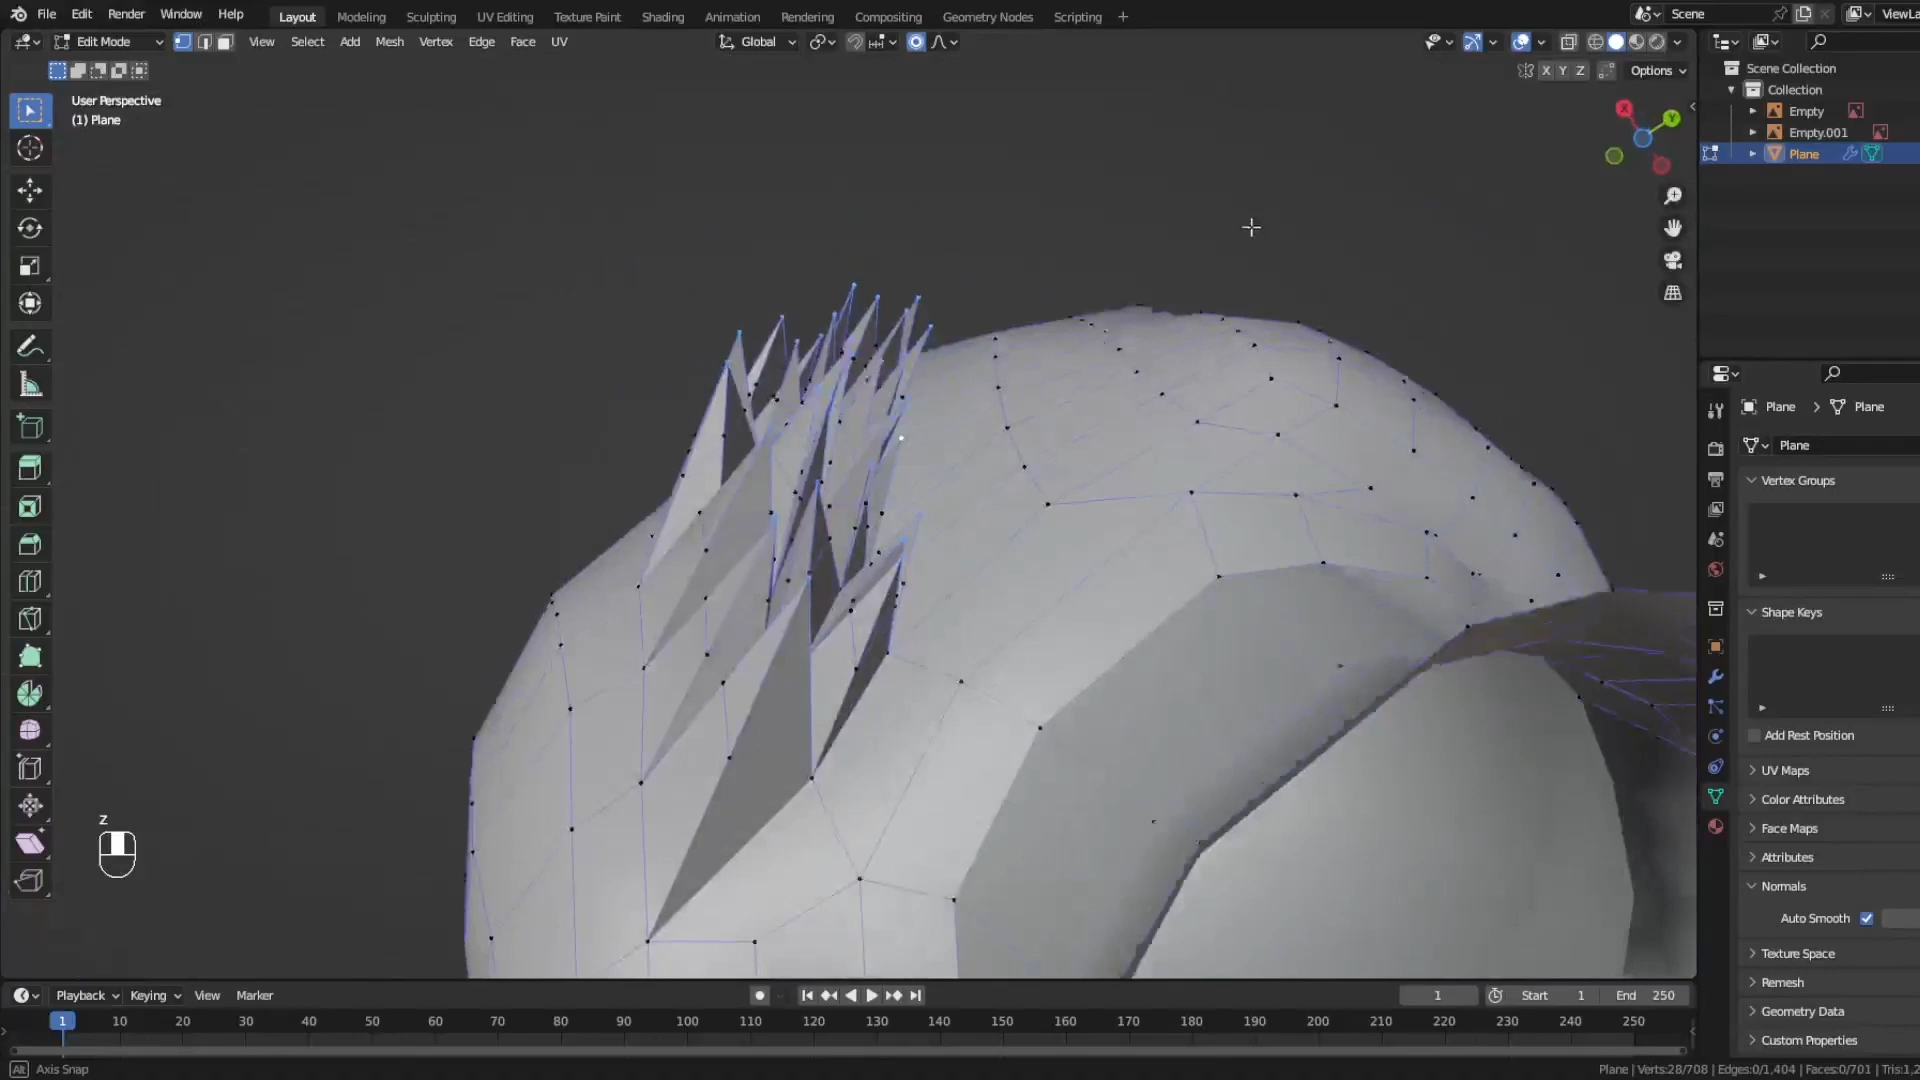 File Edit Render Window Help Layout Modeling Sculpting UV Editing Texture Paint Shading Animation Rendering Compositing Geometry Nodes Scripting + Scene ViewLa
Edit Mode View Select Add Mesh Vertex Edge Face UV Global
X Y Z Options
User Perspective
(1) Plane
X Y
Scene Collection
Collection
Empty
Empty.001
Plane
Plane > Plane
Plane
Vertex Groups
Shape Keys
Add Rest Position
UV Maps
Color Attributes
Face Maps
Attributes
Normals
Auto Smooth
Texture Space
Remesh
Geometry Data
Custom Properties
z
Playback Keying View Marker 1 Start 1 End 250
1 10 20 30 40 50 60 70 80 90 100 110 120 130 140 150 160 170 180 190 200 210 220 230 240 250
Alt Axis Snap
Plane | Verts:28/708 | Edges:0/1,404 | Faces:0/701 | Tris:1,2